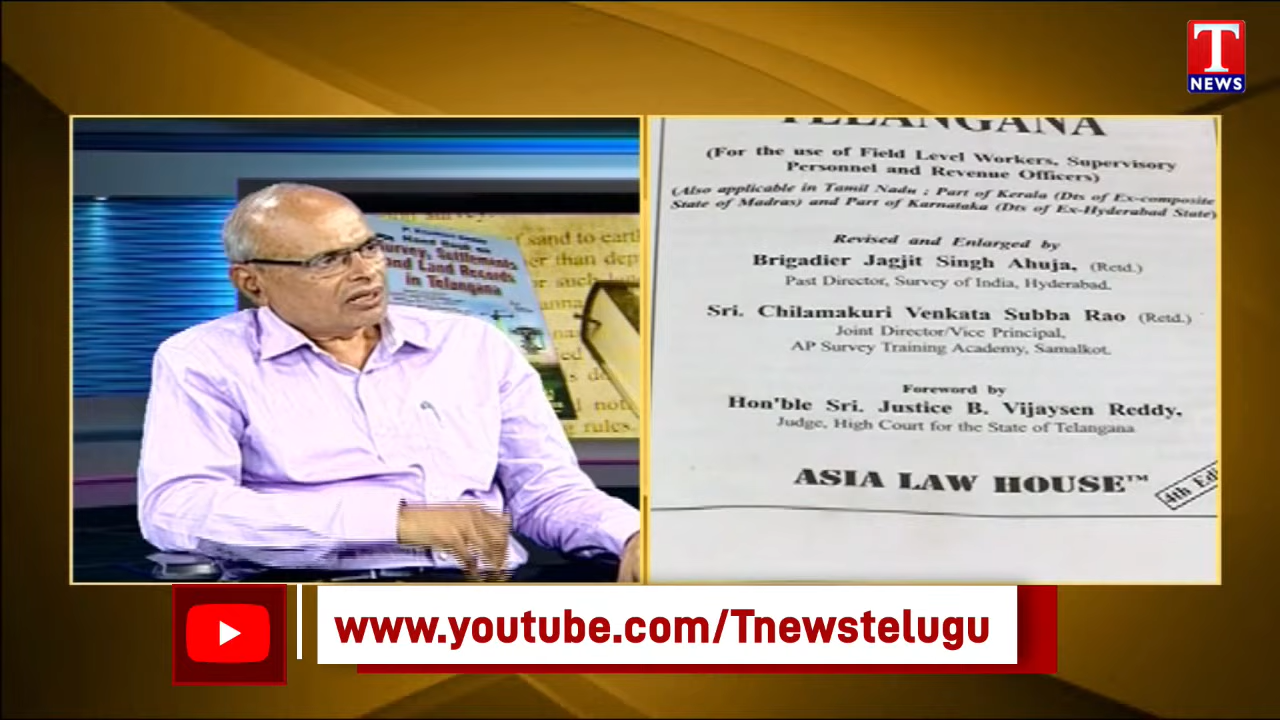 T
NEWS
Survey, Settlements
and Land Records
in Telangana
sand to
than
rules.
TELANGANA
(For the use of Field Level Workers, Supervisory
Personnel and Revenue Officers)
(Also applicable in Tamil Nadu ; Part of Kerala (Dts of Ex-composite
State of Madras) and Part of Karnataka (Dts of Ex-Hyderabad State)
Revised and Enlarged by
Brigadier Jagjit Singh Ahuja, (Retd.)
Past Director, Survey of India, Hyderabad.
Sri. Chilamakuri Venkata Subba Rao (Retd.)
Joint Director/Vice Principal,
AP Survey Training Academy, Samalkot.
Foreword by
Hon'ble Sri. Justice B. Vijaysen Reddy,
Judge, High Court for the State of Telangana
ASIA LAW HOUSE™
4th Edi
www.youtube.com/Tnewstelugu